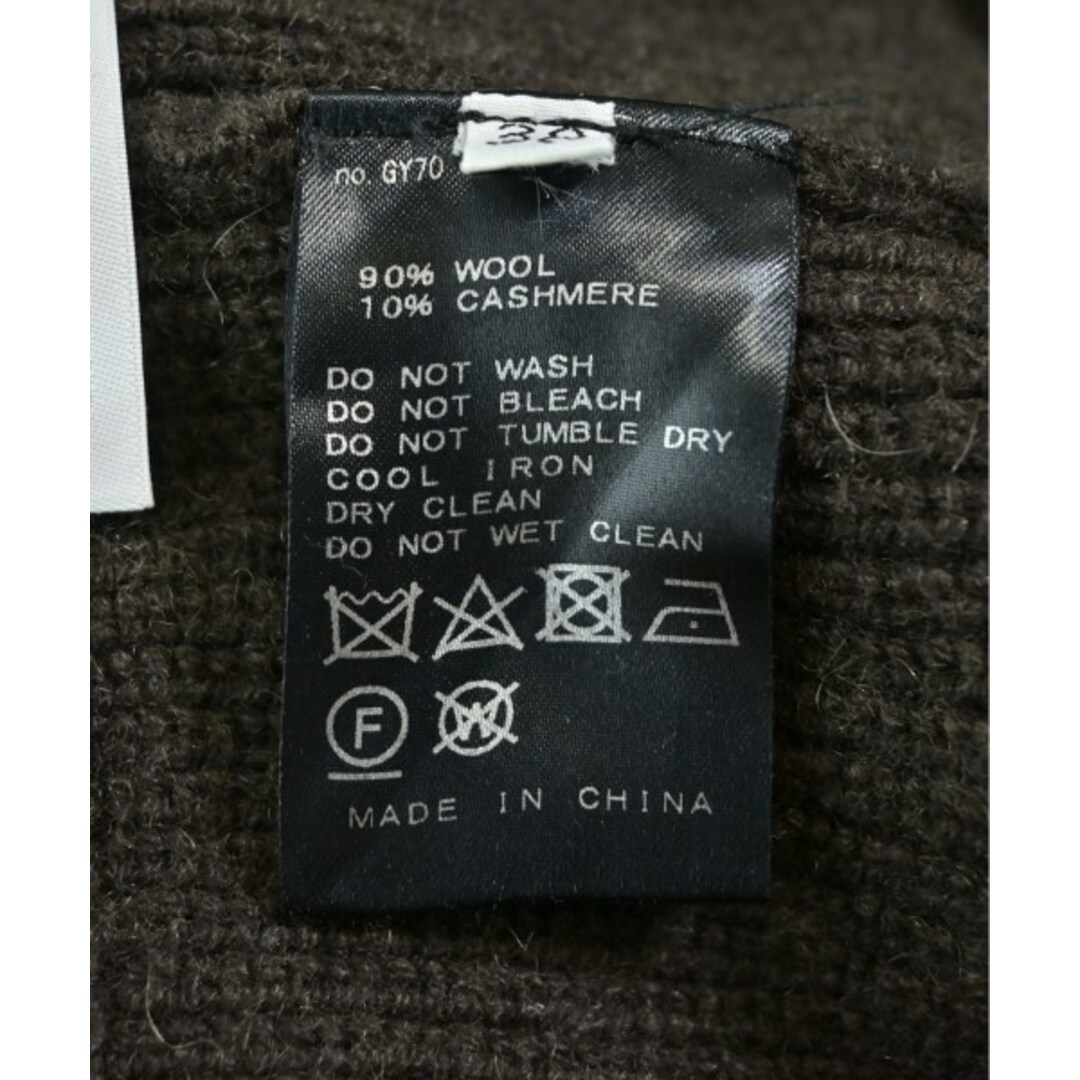 no. GY70
90% WOOL
10% CASHMERE
DO NOT WASH
DO NOT BLEACH
DO NOT TUMBLE DRY
COOL IRON
DRY CLEAN
DO NOT WET CLEAN
F
W
MADE IN CHINA